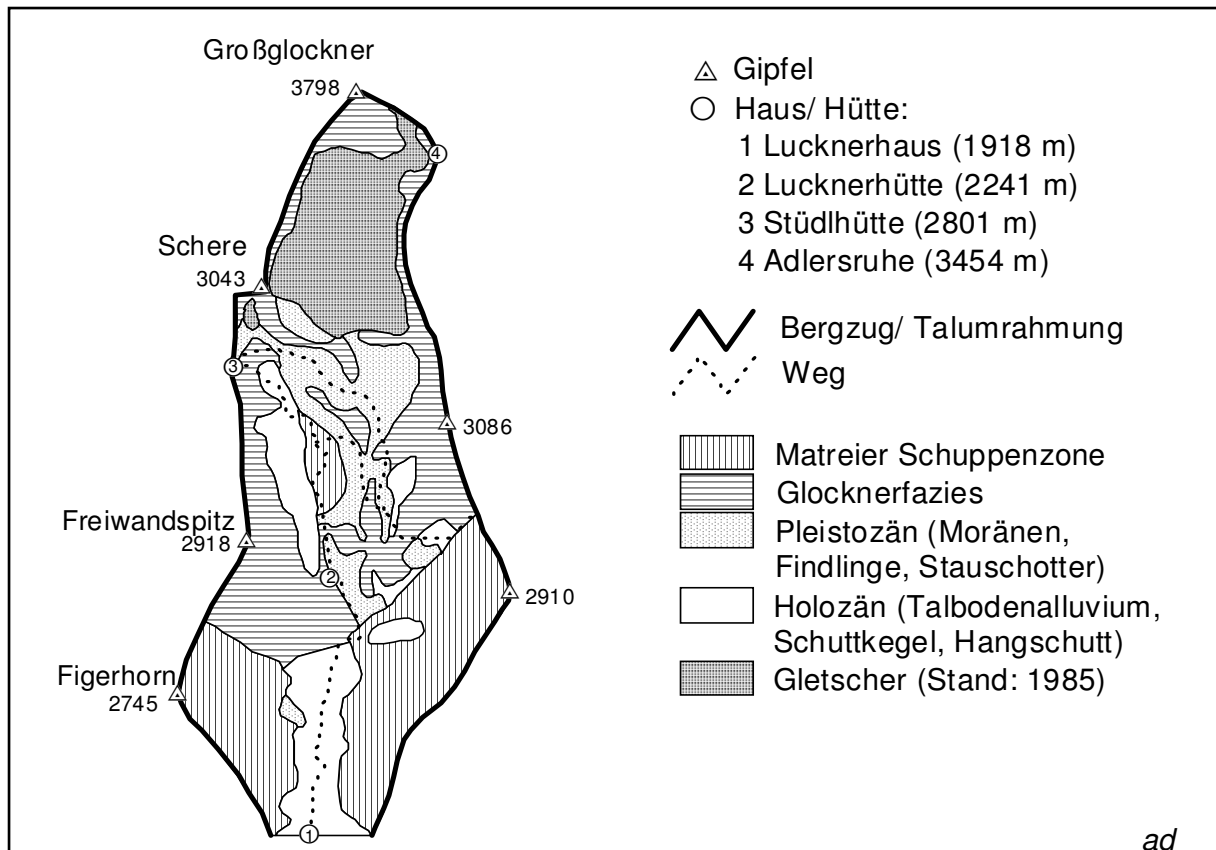 Großglockner
3798
4
Schere
3043
3
3086
Freiwandspitz
2918
2
2910
Figerhorn
2745
1
Gipfel
Haus/ Hütte:
1 Lucknerhaus (1918 m)
2 Lucknerhütte (2241 m)
3 Stüdlhütte (2801 m)
4 Adlersruhe (3454 m)
Bergzug/ Talumrahmung
Weg
Matreier Schuppenzone
Glocknerfazies
Pleistozän (Moränen,
Findlinge, Stauschotter)
Holozän (Talbodenalluvium,
Schuttkegel, Hangschutt)
Gletscher (Stand: 1985)
ad